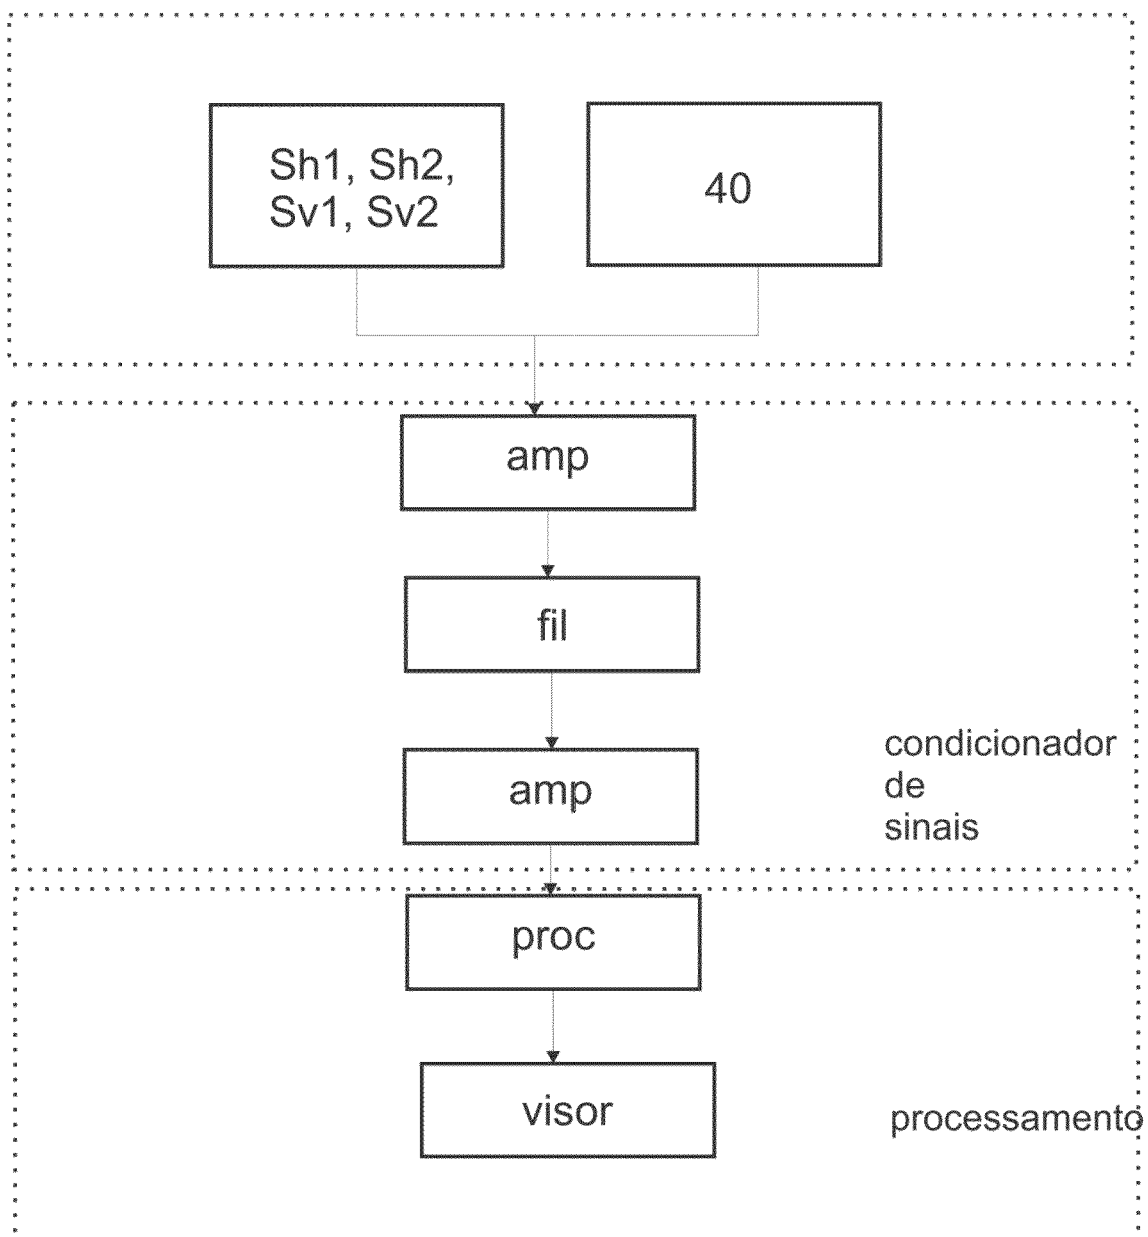 Sh1, Sh2,
Sv1, Sv2
40
amp
fil
amp
condicionador
de
sinais
proc
visor
processamento